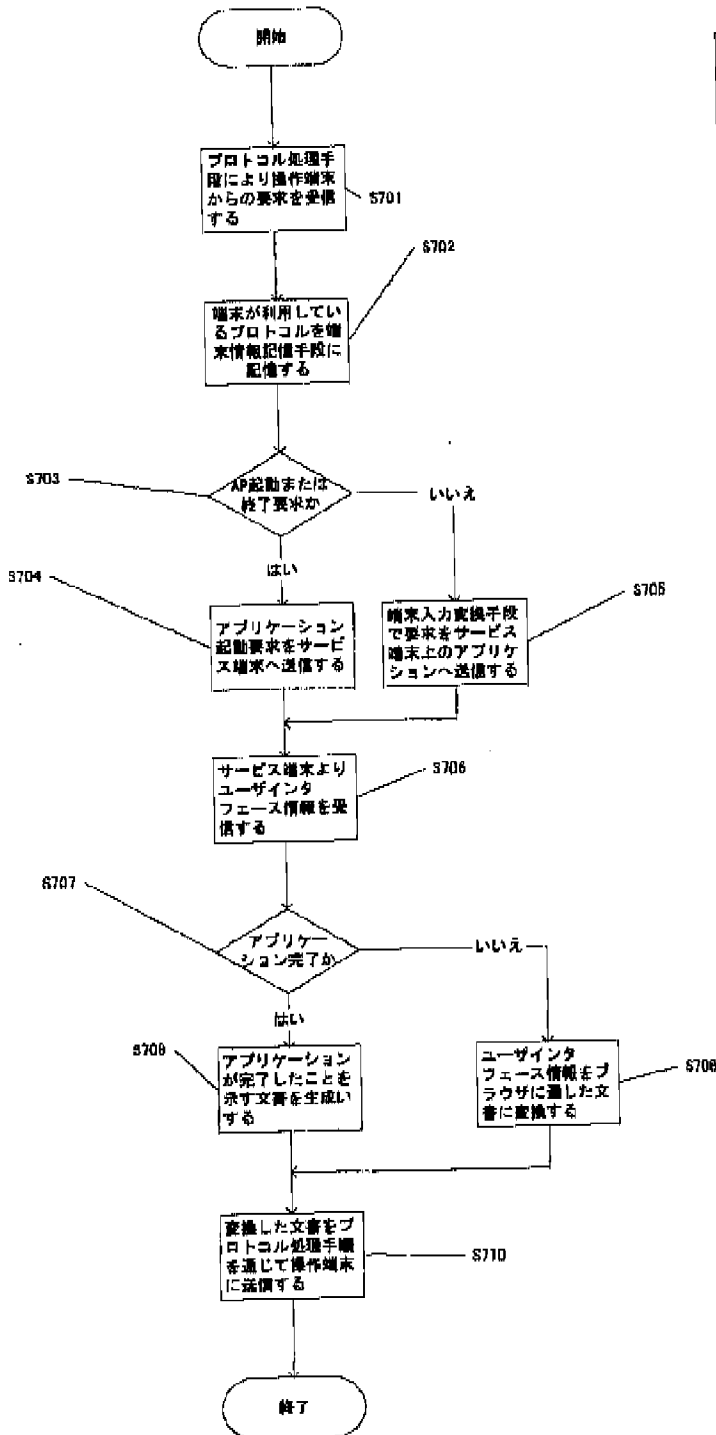 開始
プロトコル処理手
段により操作端末
からの要求を受信
する
S701
S702
端末が利用してい
るプロトコルを端
末情報記憶手段に
記憶する
S703
AP起動または
終了要求か
いいえ
はい
S704
S705
アプリケーション
起動要求をサービ
ス端末へ送信する
端末入力変換手段
で要求をサービス
端末上のアプリケ
ーションへ送信する
サービス端末より
ユーザインタ
フェース情報を受
信する
S706
S707
アプリケー
ション完了か
いいえ
はい
S709
アプリケーション
が完了したことを
示す文書を生成い
する
ユーザインタ
フェース情報をブ
ラウザに適した文
書に変換する
S708
変換した文書をプ
ロトコル処理手順
を通じて操作端末
に送信する
S710
終了